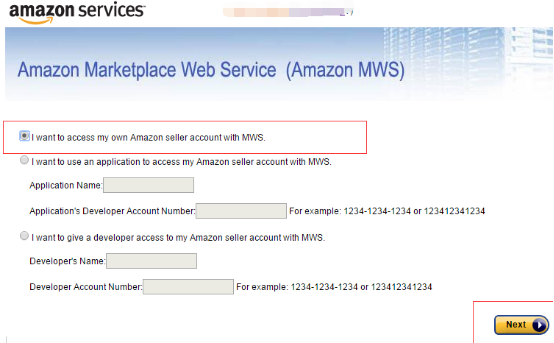 amazon services
Amazon Marketplace Web Service (Amazon MWS)
I want to access my own Amazon seller account with MWS.
I want to use an application to access my Amazon seller account with MWS.
Application Name:
Application's Developer Account Number: For example: 1234-1234-1234 or 123412341234
I want to give a developer access to my Amazon seller account with MWS.
Developer's Name:
Developer Account Number: For example: 1234-1234-1234 or 123412341234
Next